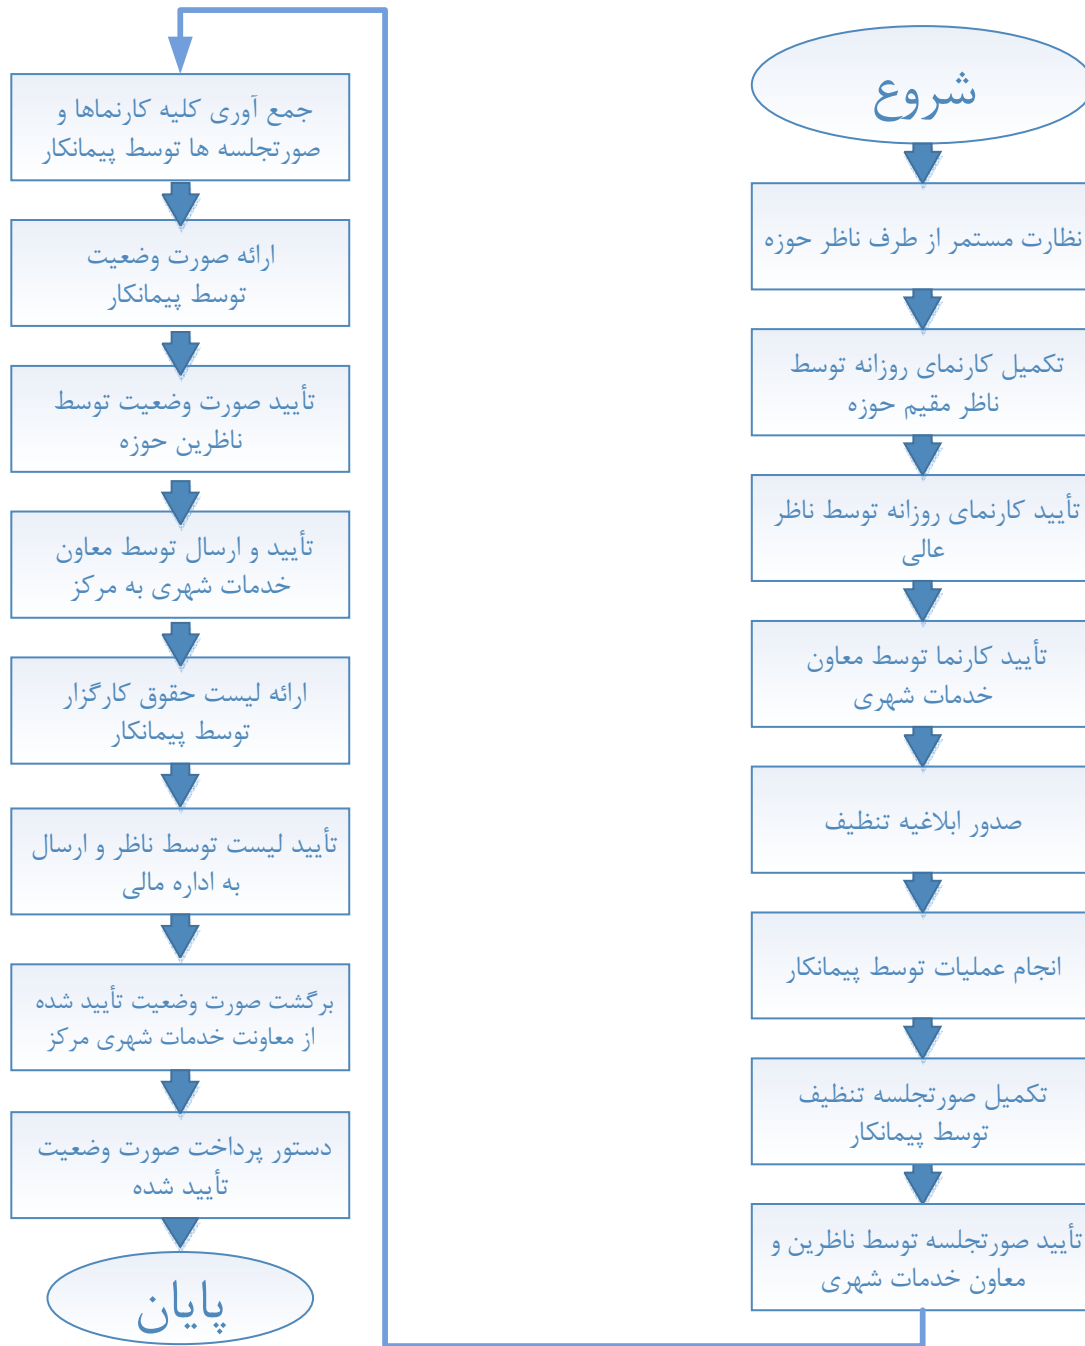 شروع
نظارت مستمر از طرف ناظر حوزه
تکمیل کارنمای روزانه توسط
ناظر مقیم حوزه
تأیید کارنمای روزانه توسط ناظر
عالی
تأیید کارنما توسط معاون
خدمات شهری
صدور ابلاغیه تنظیف
انجام عملیات توسط پیمانکار
تکمیل صورتجلسه تنظیف
توسط پیمانکار
تأیید صورتجلسه توسط ناظرین و
معاون خدمات شهری
جمع آوری کلیه کارنماها و
صورتجلسه ها توسط پیمانکار
ارائه صورت وضعیت
توسط پیمانکار
تأیید صورت وضعیت توسط
ناظرین حوزه
تأیید و ارسال توسط معاون
خدمات شهری به مرکز
ارائه لیست حقوق کارگزار
توسط پیمانکار
تأیید لیست توسط ناظر و ارسال
به اداره مالی
برگشت صورت وضعیت تأیید شده
از معاونت خدمات شهری مرکز
دستور پرداخت صورت وضعیت
تأیید شده
پایان